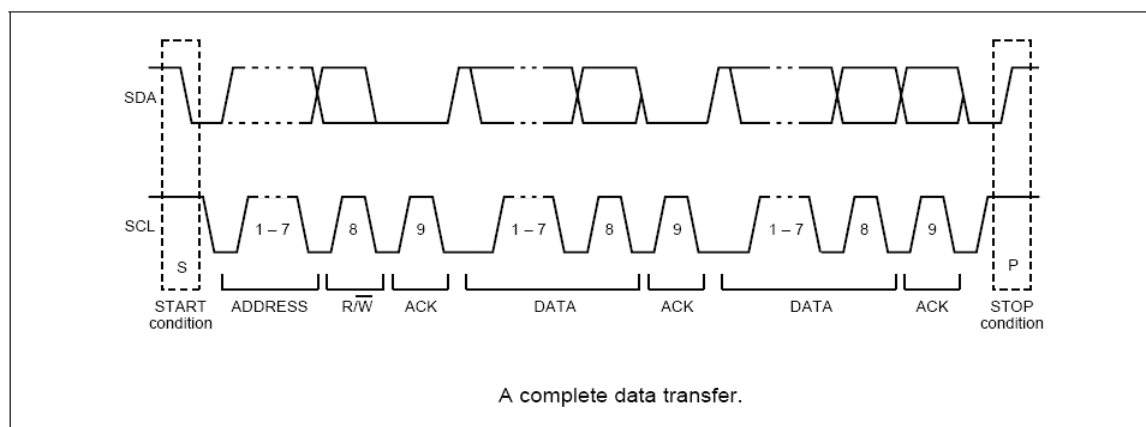 SDA
SCL
1 – 7 8 9 1 – 7 8 9 1 – 7 8 9
S P
START condition ADDRESS R/W̅ ACK DATA ACK DATA ACK STOP condition
A complete data transfer.